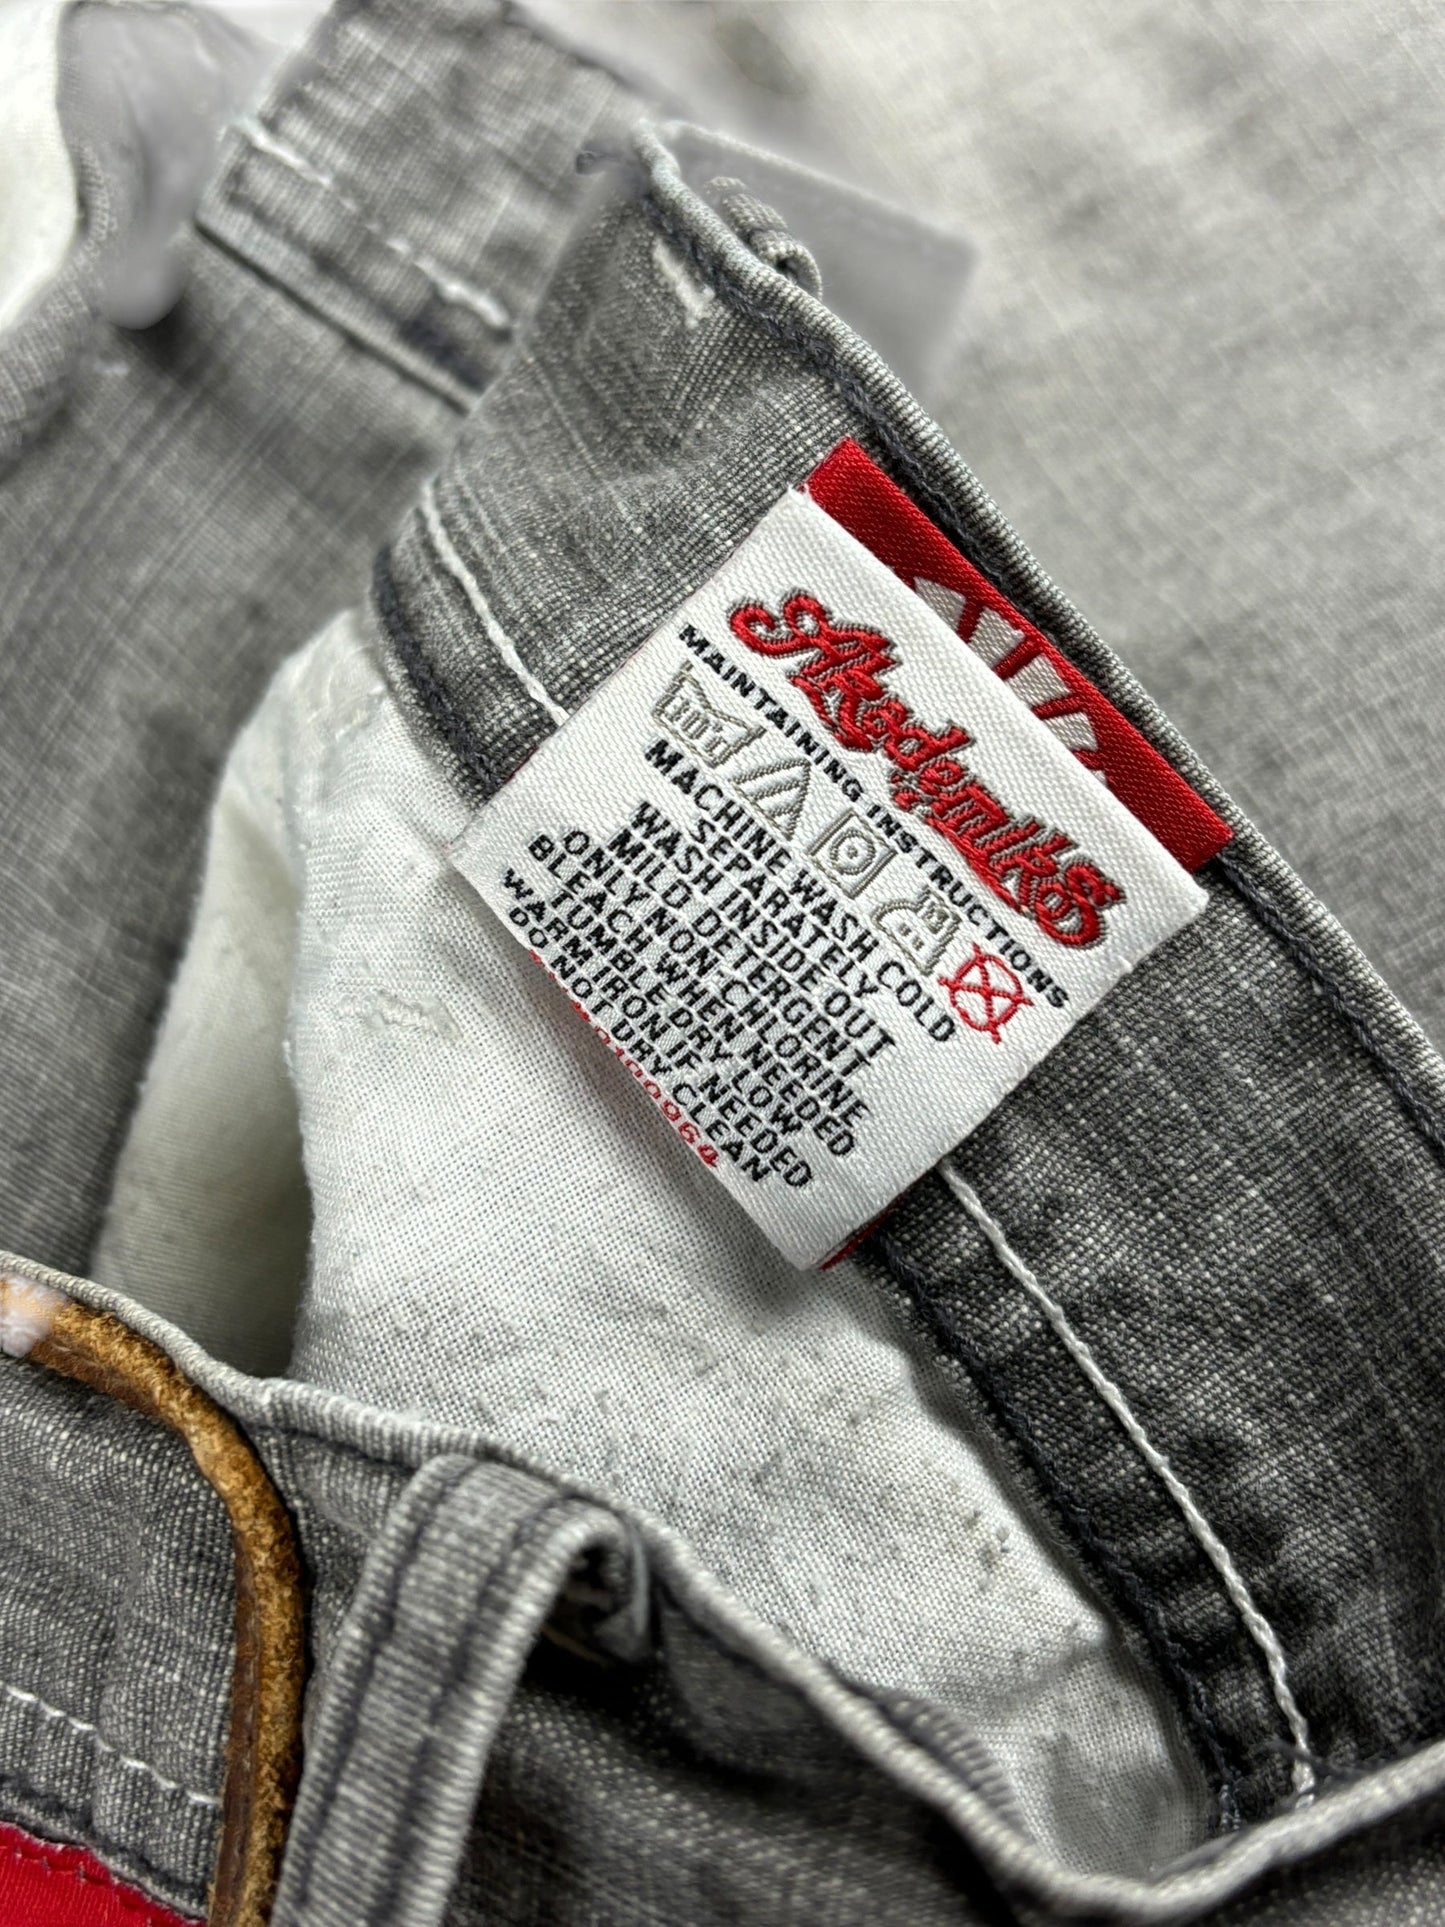 Akademiks
MAINTAINING INSTRUCTIONS
MACHINE WASH COLD
SEPARATELY
WASH INSIDE OUT
MILD DETERGENT
ONLY NON-CHLORINE
BLEACH WHEN NEEDED
TUMBLE DRY LOW
WARM IRON IF NEEDED
DO NOT DRY CLEAN